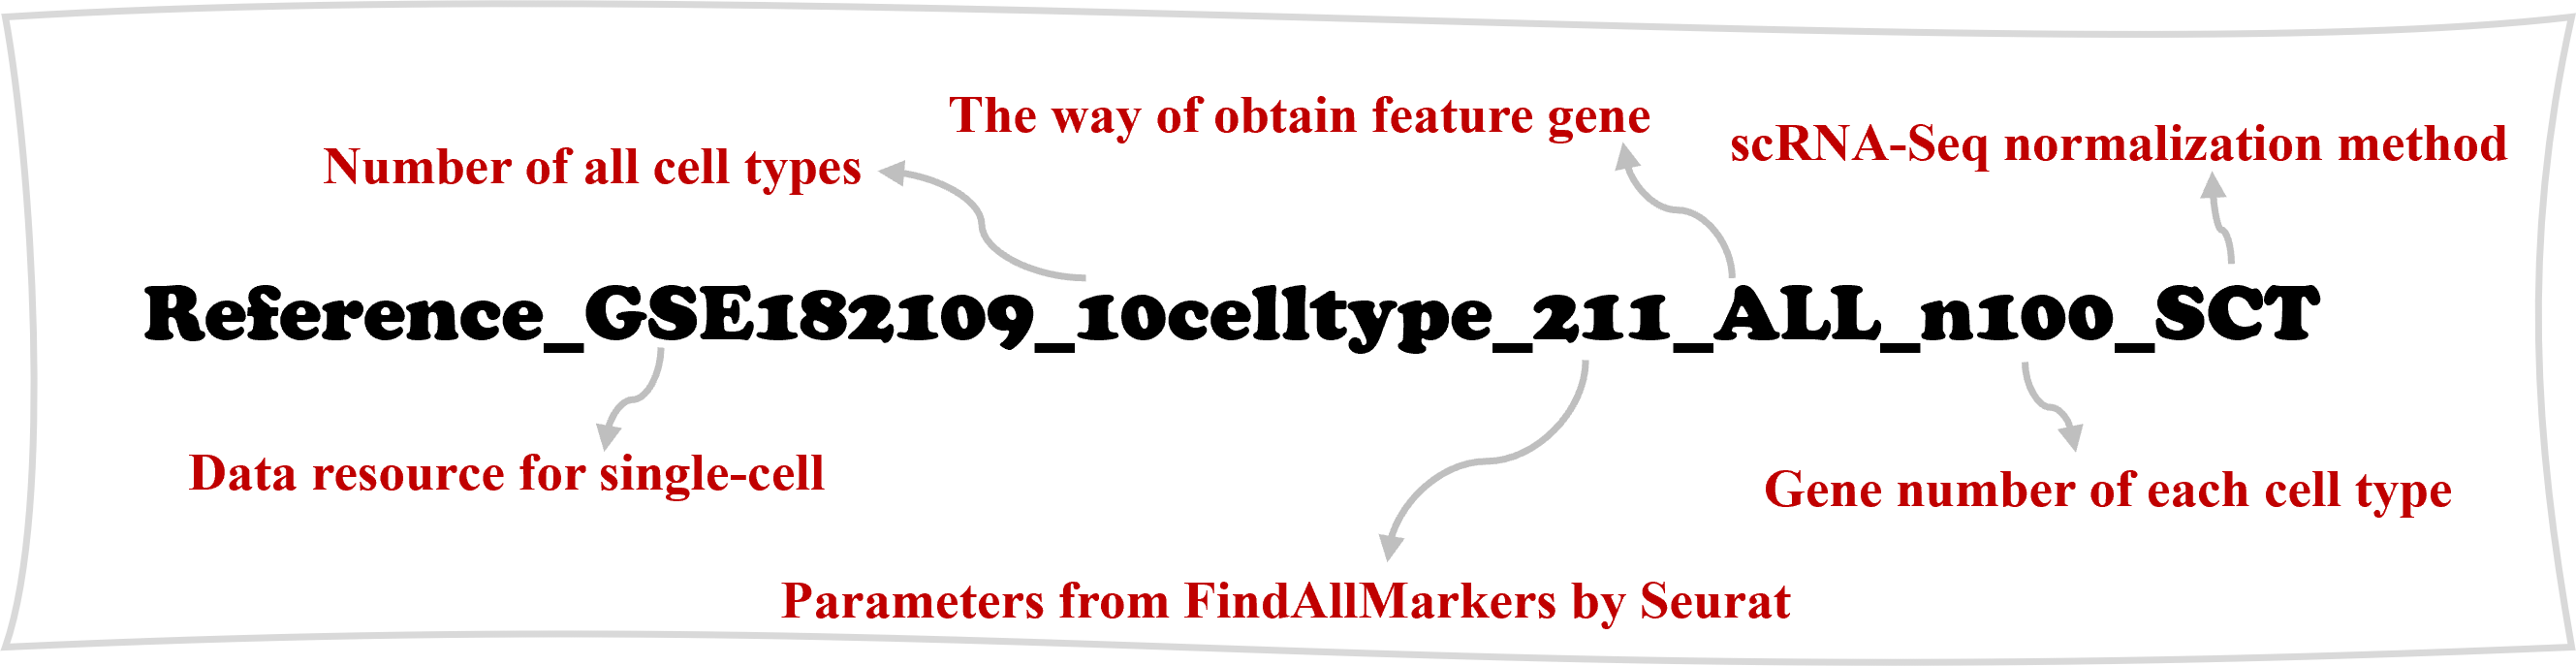 The way of obtain feature gene
scRNA-Seq normalization method
Number of all cell types
Reference_GSE182109_10celltype_211_ALL_n100_SCT
Data resource for single-cell
Gene number of each cell type
Parameters from FindAllMarkers by Seurat